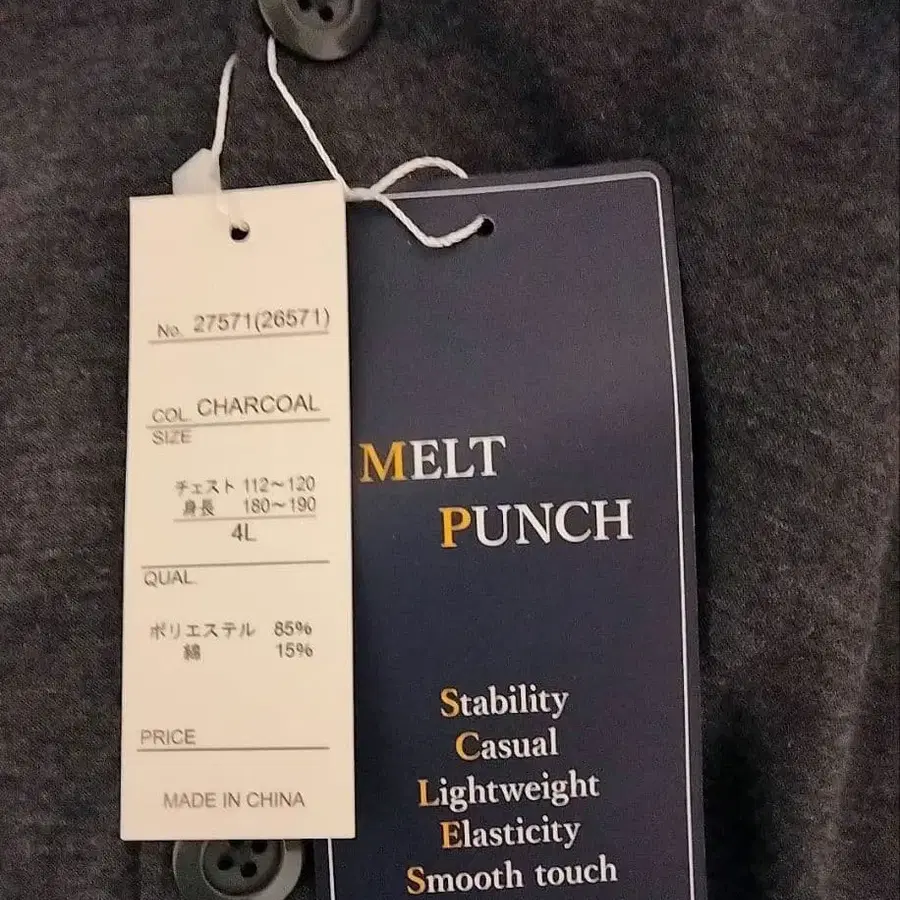 No. 27571(26571)
COL. CHARCOAL
SIZE
チェスト 112～120
身長 180～190
4L
QUAL.
ポリエステル 85%
綿 15%
PRICE
MADE IN CHINA
MELT
PUNCH
Stability
Casual
Lightweight
Elasticity
Smooth touch